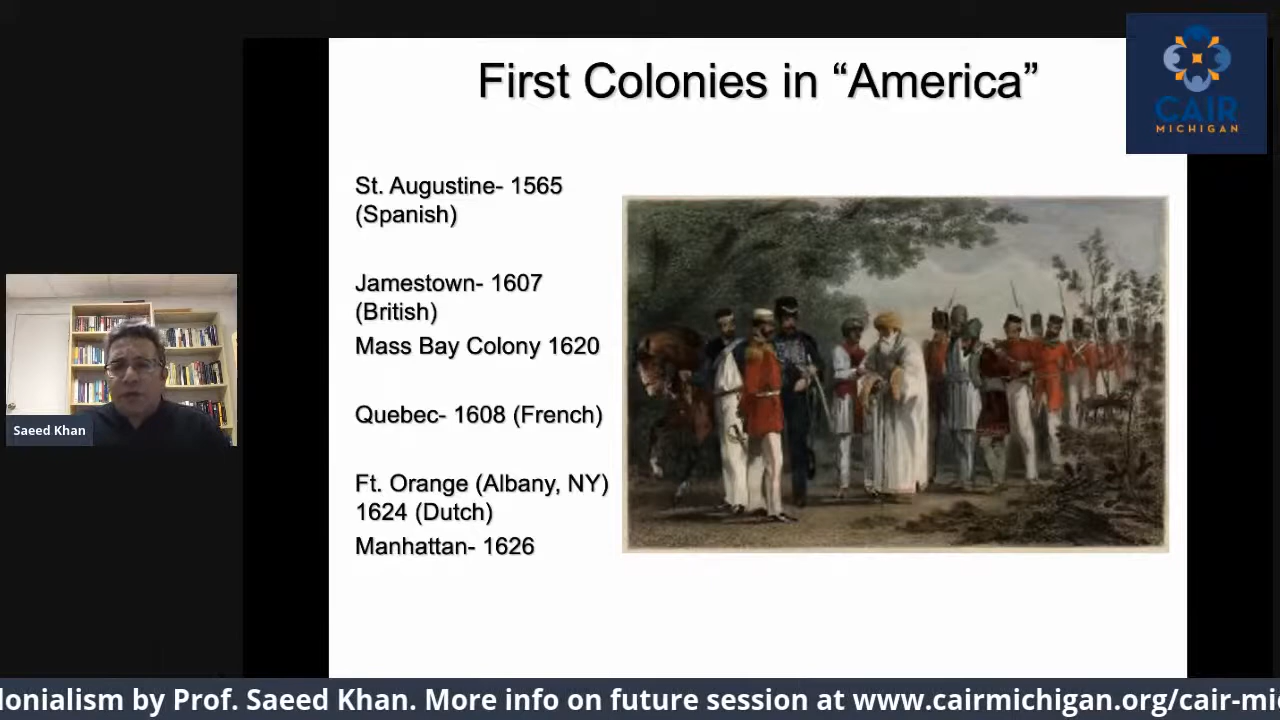 First Colonies in “America”
CAIR
MICHIGAN
St. Augustine- 1565
(Spanish)
Jamestown- 1607
(British)
Mass Bay Colony 1620
Quebec- 1608 (French)
Ft. Orange (Albany, NY)
1624 (Dutch)
Manhattan- 1626
Saeed Khan
lonialism by Prof. Saeed Khan. More info on future session at www.cairmichigan.org/cair-mi